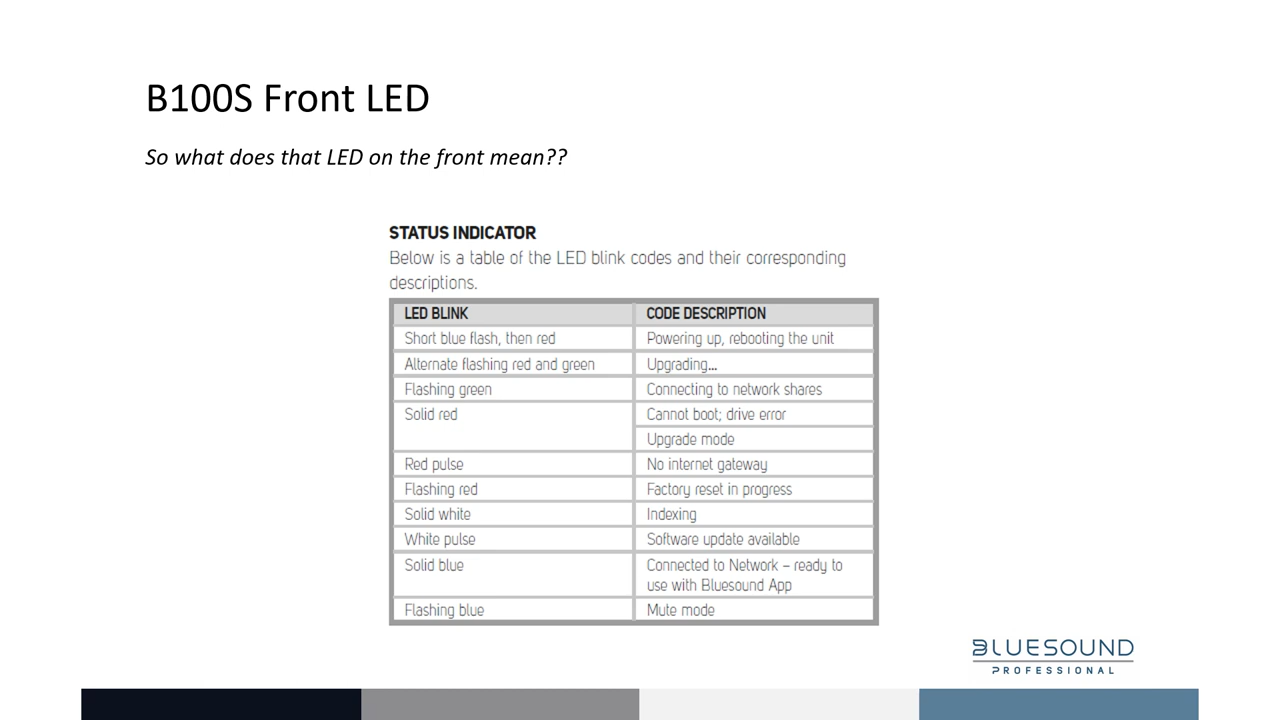 B100S Front LED
So what does that LED on the front mean??
STATUS INDICATOR
Below is a table of the LED blink codes and their corresponding
descriptions.
LED BLINK CODE DESCRIPTION
Short blue flash, then red Powering up, rebooting the unit
Alternate flashing red and green Upgrading...
Flashing green Connecting to network shares
Solid red Cannot boot; drive error
Upgrade mode
Red pulse No internet gateway
Flashing red Factory reset in progress
Solid white Indexing
White pulse Software update available
Solid blue Connected to Network – ready to
use with Bluesound App
Flashing blue Mute mode
BLUESOUND
PROFESSIONAL